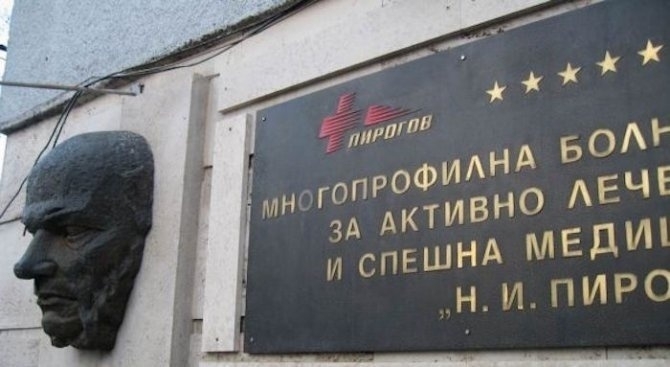 ПИРОГОВ
МНОГОПРОФИЛНА БОЛН
ЗА АКТИВНО ЛЕЧЕ
И СПЕШНА МЕДИЦ
„Н. И. ПИРО